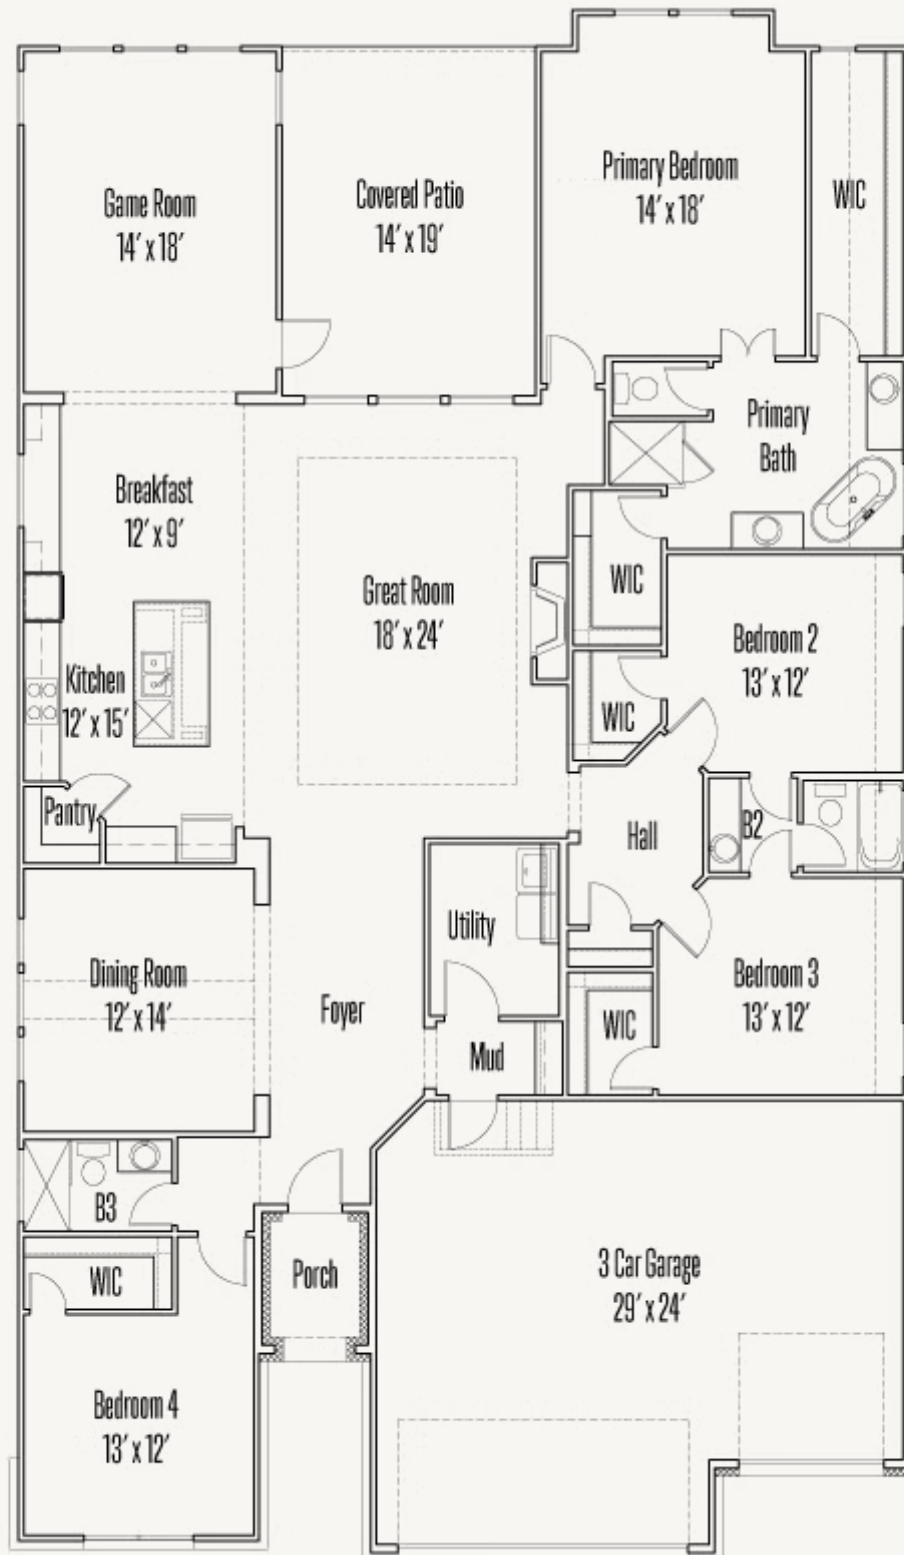 Game Room
14' x 18'
Covered Patio
14' x 19'
Primary Bedroom
14' x 18'
WIC
Primary
Bath
Breakfast
12' x 9'
Great Room
18' x 24'
WIC
Bedroom 2
13' x 12'
Kitchen
12' x 15'
WIC
Pantry
Hall
B2
Utility
Dining Room
12' x 14'
Foyer
Bedroom 3
13' x 12'
WIC
Mud
B3
WIC
Porch
3 Car Garage
29' x 24'
Bedroom 4
13' x 12'